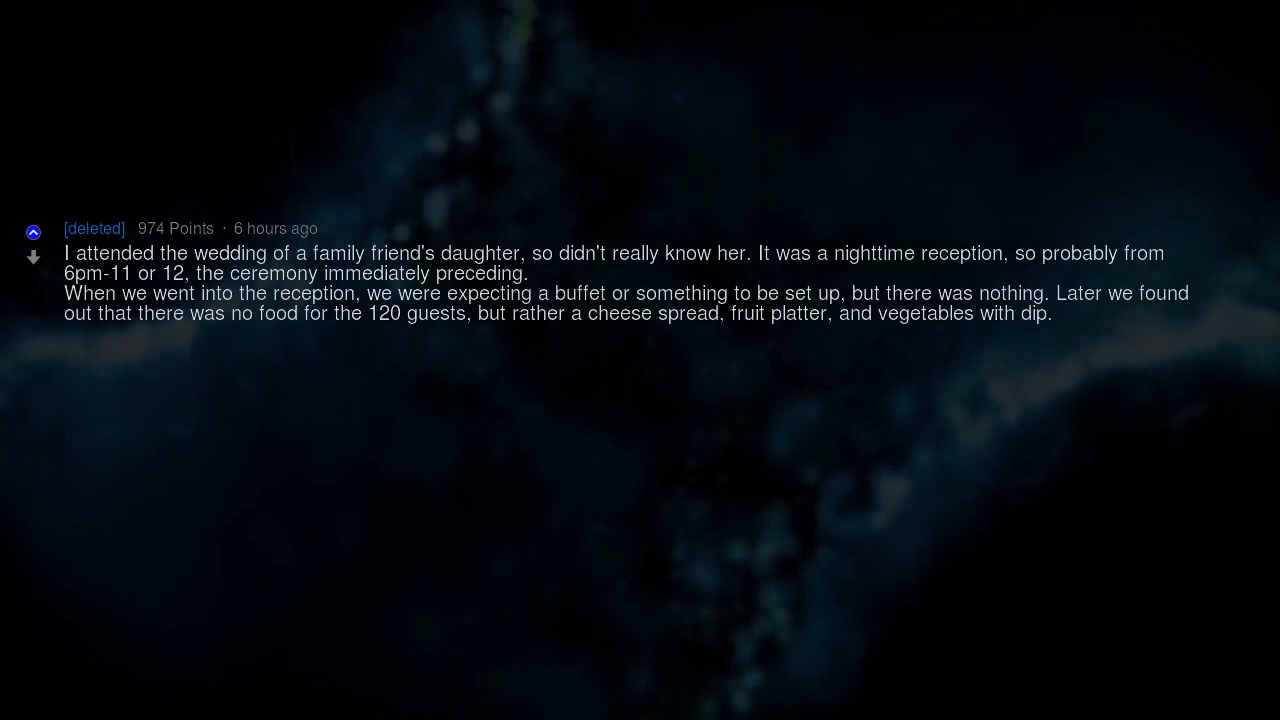 [deleted] 974 Points · 6 hours ago
I attended the wedding of a family friend's daughter, so didn't really know her. It was a nighttime reception, so probably from
6pm-11 or 12, the ceremony immediately preceding.
When we went into the reception, we were expecting a buffet or something to be set up, but there was nothing. Later we found
out that there was no food for the 120 guests, but rather a cheese spread, fruit platter, and vegetables with dip.